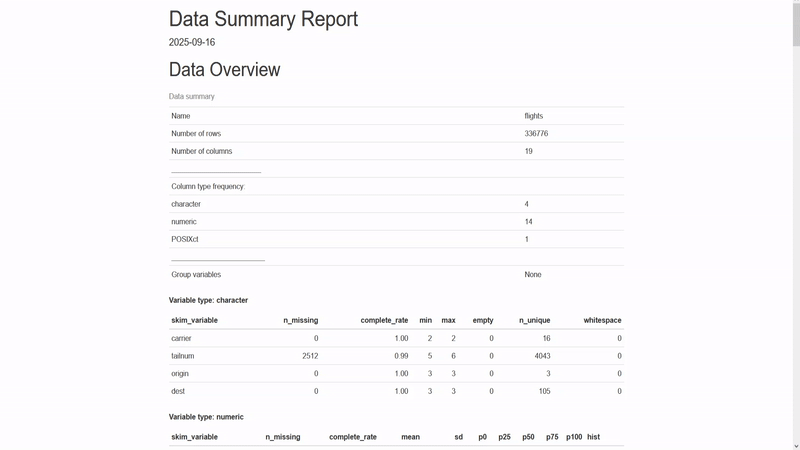 Data Summary Report
2025-09-16
Data Overview
Data summary
Name flights
Number of rows 336776
Number of columns 19
_______________________
Column type frequency:
character 4
numeric 14
POSIXct 1
________________________
Group variables None
Variable type: character
skim_variable n_missing complete_rate min max empty n_unique whitespace
carrier 0 1.00 2 2 0 16 0
tailnum 2512 0.99 5 6 0 4043 0
origin 0 1.00 3 3 0 3 0
dest 0 1.00 3 3 0 105 0
Variable type: numeric
skim_variable n_missing complete_rate mean sd p0 p25 p50 p75 p100 hist